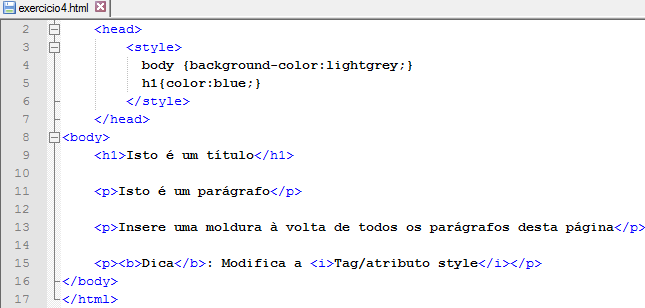 exercicio4.html
2 <head>
3 <style>
4 body {background-color:lightgrey;}
5 h1{color:blue;}
6 </style>
7 </head>
8 <body>
9 <h1>Isto é um título</h1>
10
11 <p>Isto é um parágrafo</p>
12
13 <p>Insere uma moldura à volta de todos os parágrafos desta página</p>
14
15 <p><b>Dica</b>: Modifica a <i>Tag/atributo style</i></p>
16 </body>
17 </html>